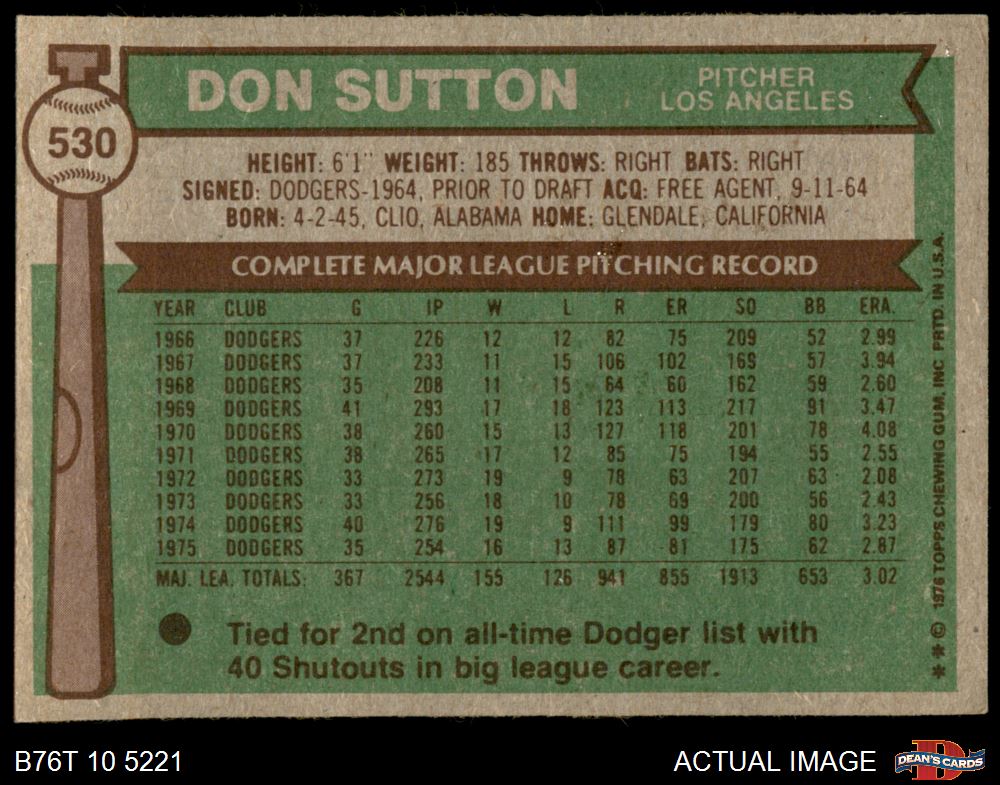 530
DON SUTTON
PITCHER
LOS ANGELES
HEIGHT: 6'1" WEIGHT: 185 THROWS: RIGHT BATS: RIGHT
SIGNED: DODGERS-1964, PRIOR TO DRAFT ACQ: FREE AGENT, 9-11-64
BORN: 4-2-45, CLIO, ALABAMA HOME: GLENDALE, CALIFORNIA
COMPLETE MAJOR LEAGUE PITCHING RECORD
YEAR CLUB G IP W L R ER SO BB ERA.
1966 DODGERS 37 226 12 12 82 75 209 52 2.99
1967 DODGERS 37 233 11 15 106 102 169 57 3.94
1968 DODGERS 35 208 11 15 64 60 162 59 2.60
1969 DODGERS 41 293 17 18 123 113 217 91 3.47
1970 DODGERS 38 260 15 13 127 118 201 78 4.08
1971 DODGERS 38 265 17 12 85 75 194 55 2.55
1972 DODGERS 33 273 19 9 78 63 207 63 2.08
1973 DODGERS 33 256 18 10 78 69 200 56 2.43
1974 DODGERS 40 276 19 9 111 99 179 80 3.23
1975 DODGERS 35 254 16 13 87 81 175 62 2.87
MAJ. LEA. TOTALS: 367 2544 155 126 941 855 1913 653 3.02
Tied for 2nd on all-time Dodger list with
40 Shutouts in big league career.
** © 1976 TOPPS CHEWING GUM, INC PRTD. IN U.S.A.
B76T 10 5221
ACTUAL IMAGE
D
DEAN'S CARDS